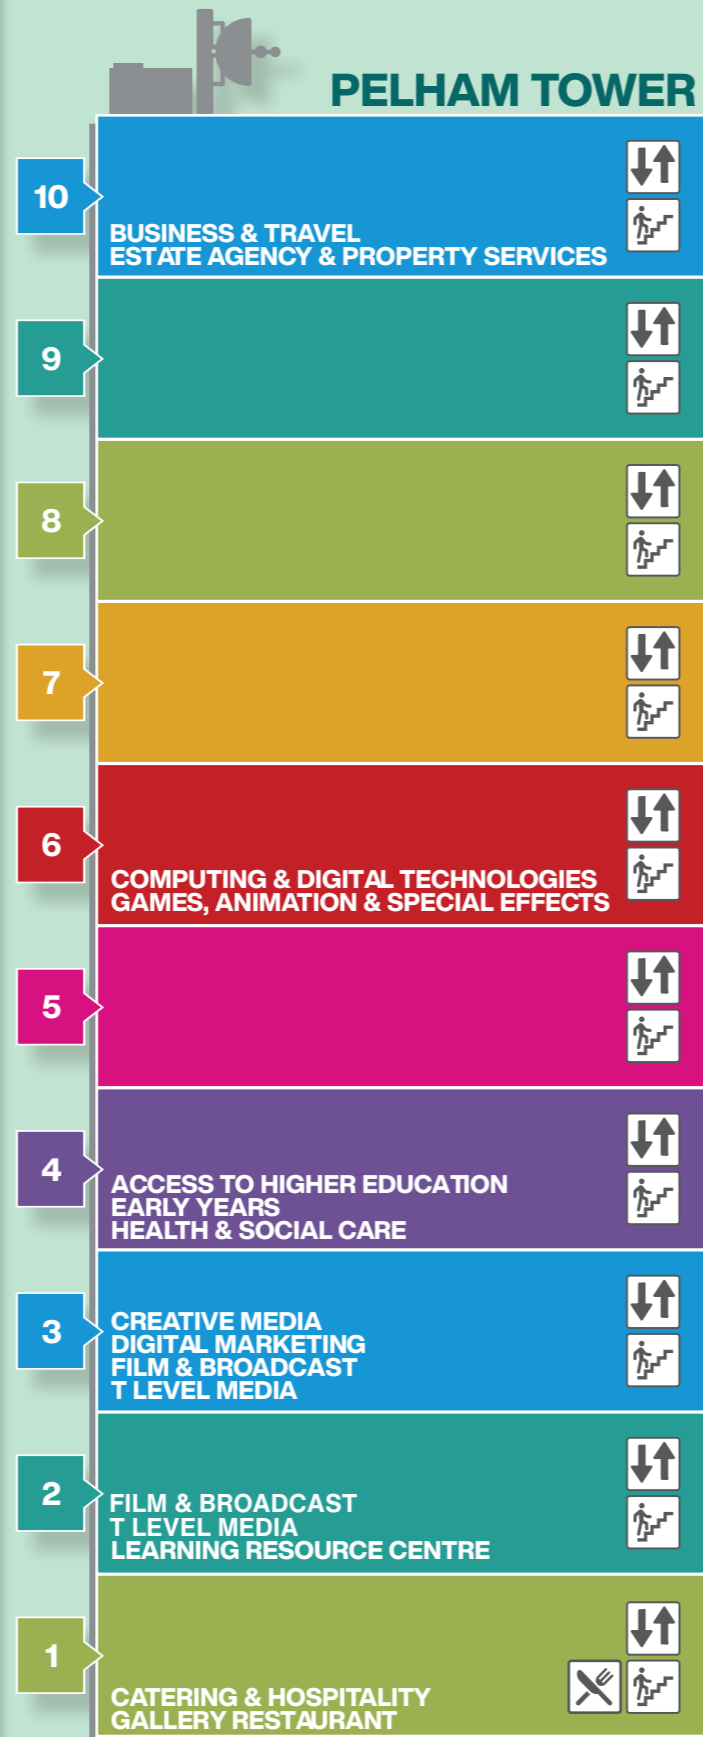 PELHAM TOWER
10
BUSINESS & TRAVEL
ESTATE AGENCY & PROPERTY SERVICES
9
8
7
6
COMPUTING & DIGITAL TECHNOLOGIES
GAMES, ANIMATION & SPECIAL EFFECTS
5
4
ACCESS TO HIGHER EDUCATION
EARLY YEARS
HEALTH & SOCIAL CARE
3
CREATIVE MEDIA
DIGITAL MARKETING
FILM & BROADCAST
T LEVEL MEDIA
2
FILM & BROADCAST
T LEVEL MEDIA
LEARNING RESOURCE CENTRE
1
CATERING & HOSPITALITY
GALLERY RESTAURANT